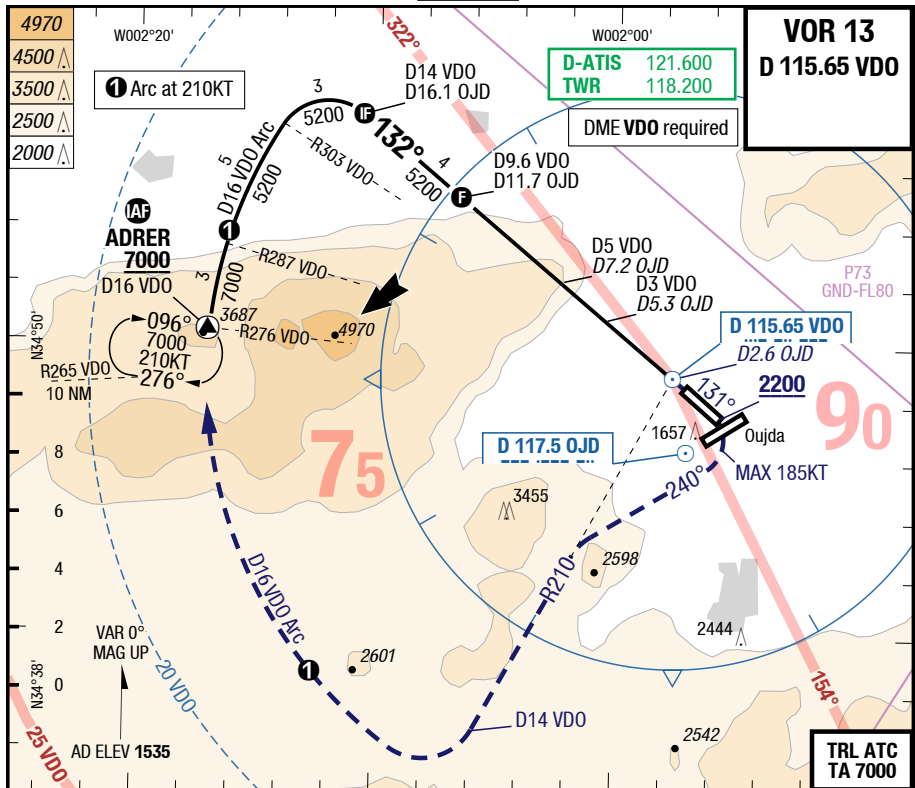 4970
4500
3500
2500
2000
W002°20'
W002°00'
322°
VOR 13
D 115.65 VDO
D-ATIS 121.600
TWR 118.200
DME VDO required
1 Arc at 210KT
3
5200
D14 VDO
D16.1 OJD
IF
132°
4
5200
D9.6 VDO
D11.7 OJD
F
5
D16 VDO Arc
5200
R303 VDO
1
IAF
ADRER
7000
D16 VDO
3
7000
R287 VDO
3687
R276 VDO
4970
096°
7000
210KT
276°
R265 VDO
10 NM
D5 VDO
D7.2 OJD
D3 VDO
D5.3 OJD
P73
GND-FL80
D 115.65 VDO
D2.6 OJD
131°
2200
1657
Oujda
90
D 117.5 OJD
MAX 185KT
240°
75
N34°50'
10
8
6
4
2
0
N34°38'
3455
R210
2598
2444
D16 VDO Arc
1
2601
D14 VDO
2542
154°
VAR 0°
MAG UP
20 VDO
25 VDO
AD ELEV 1535
TRL ATC
TA 7000